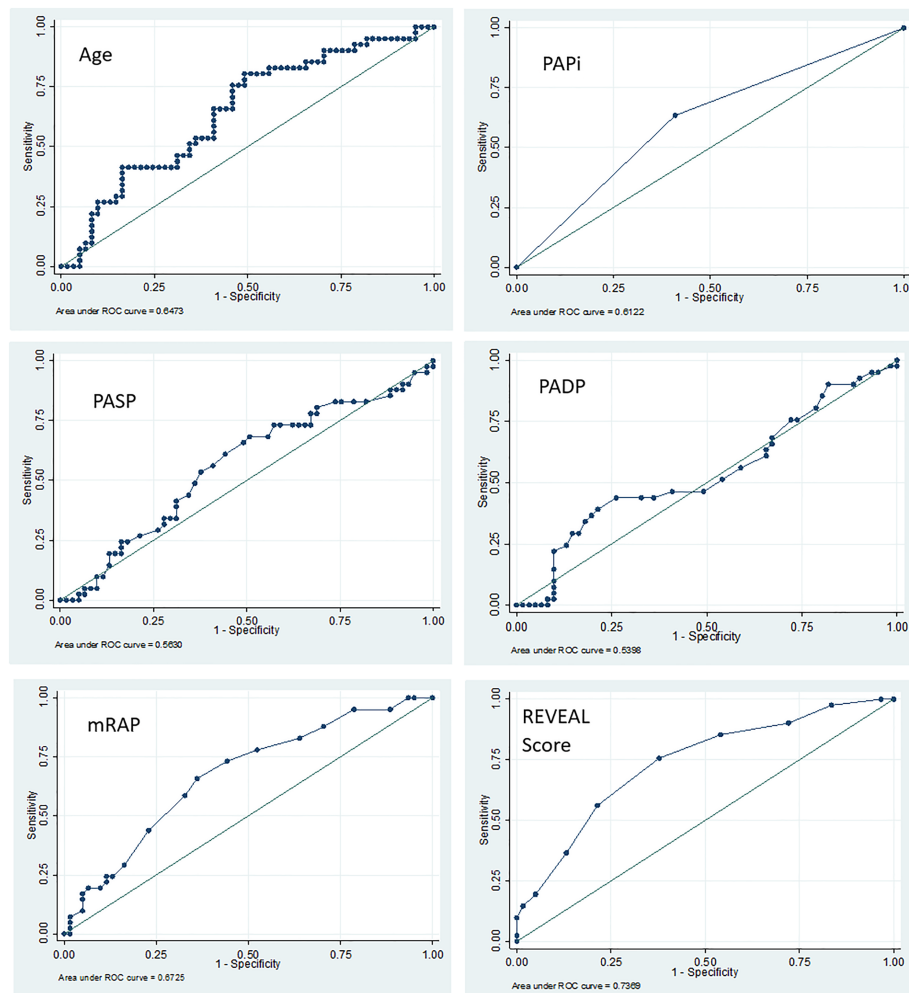 Age
Sensitivity
0.00 0.25 0.50 0.75 1.00
0.00 0.25 0.50 0.75 1.00
1 - Specificity
Area under ROC curve = 0.6473
PAPi
Sensitivity
0.00 0.25 0.50 0.75 1.00
0.00 0.25 0.50 0.75 1.00
1 - Specificity
Area under ROC curve = 0.6122
PASP
Sensitivity
0.00 0.25 0.50 0.75 1.00
0.00 0.25 0.50 0.75 1.00
1 - Specificity
Area under ROC curve = 0.5630
PADP
Sensitivity
0.00 0.25 0.50 0.75 1.00
0.00 0.25 0.50 0.75 1.00
1 - Specificity
Area under ROC curve = 0.5398
mRAP
Sensitivity
0.00 0.25 0.50 0.75 1.00
0.00 0.25 0.50 0.75 1.00
1 - Specificity
Area under ROC curve = 0.6725
REVEAL
Score
Sensitivity
0.00 0.25 0.50 0.75 1.00
0.00 0.25 0.50 0.75 1.00
1 - Specificity
Area under ROC curve = 0.7369